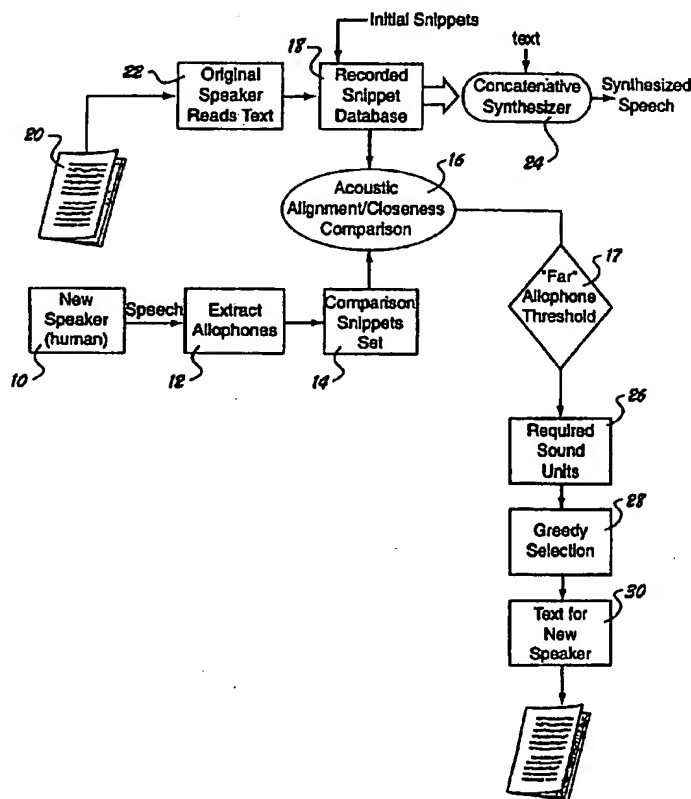 Initial Snippets
22
Original
Speaker
Reads Text
18
Recorded
Snippet
Database
text
Concatenative
Synthesizer
24
Synthesized
Speech
20
16
Acoustic
Alignment/Closeness
Comparison
17
"Far"
Allophone
Threshold
New
Speaker
(human)
10
Speech
Extract
Allophones
12
Comparison
Snippets
Set
14
26
Required
Sound
Units
28
Greedy
Selection
30
Text for
New
Speaker